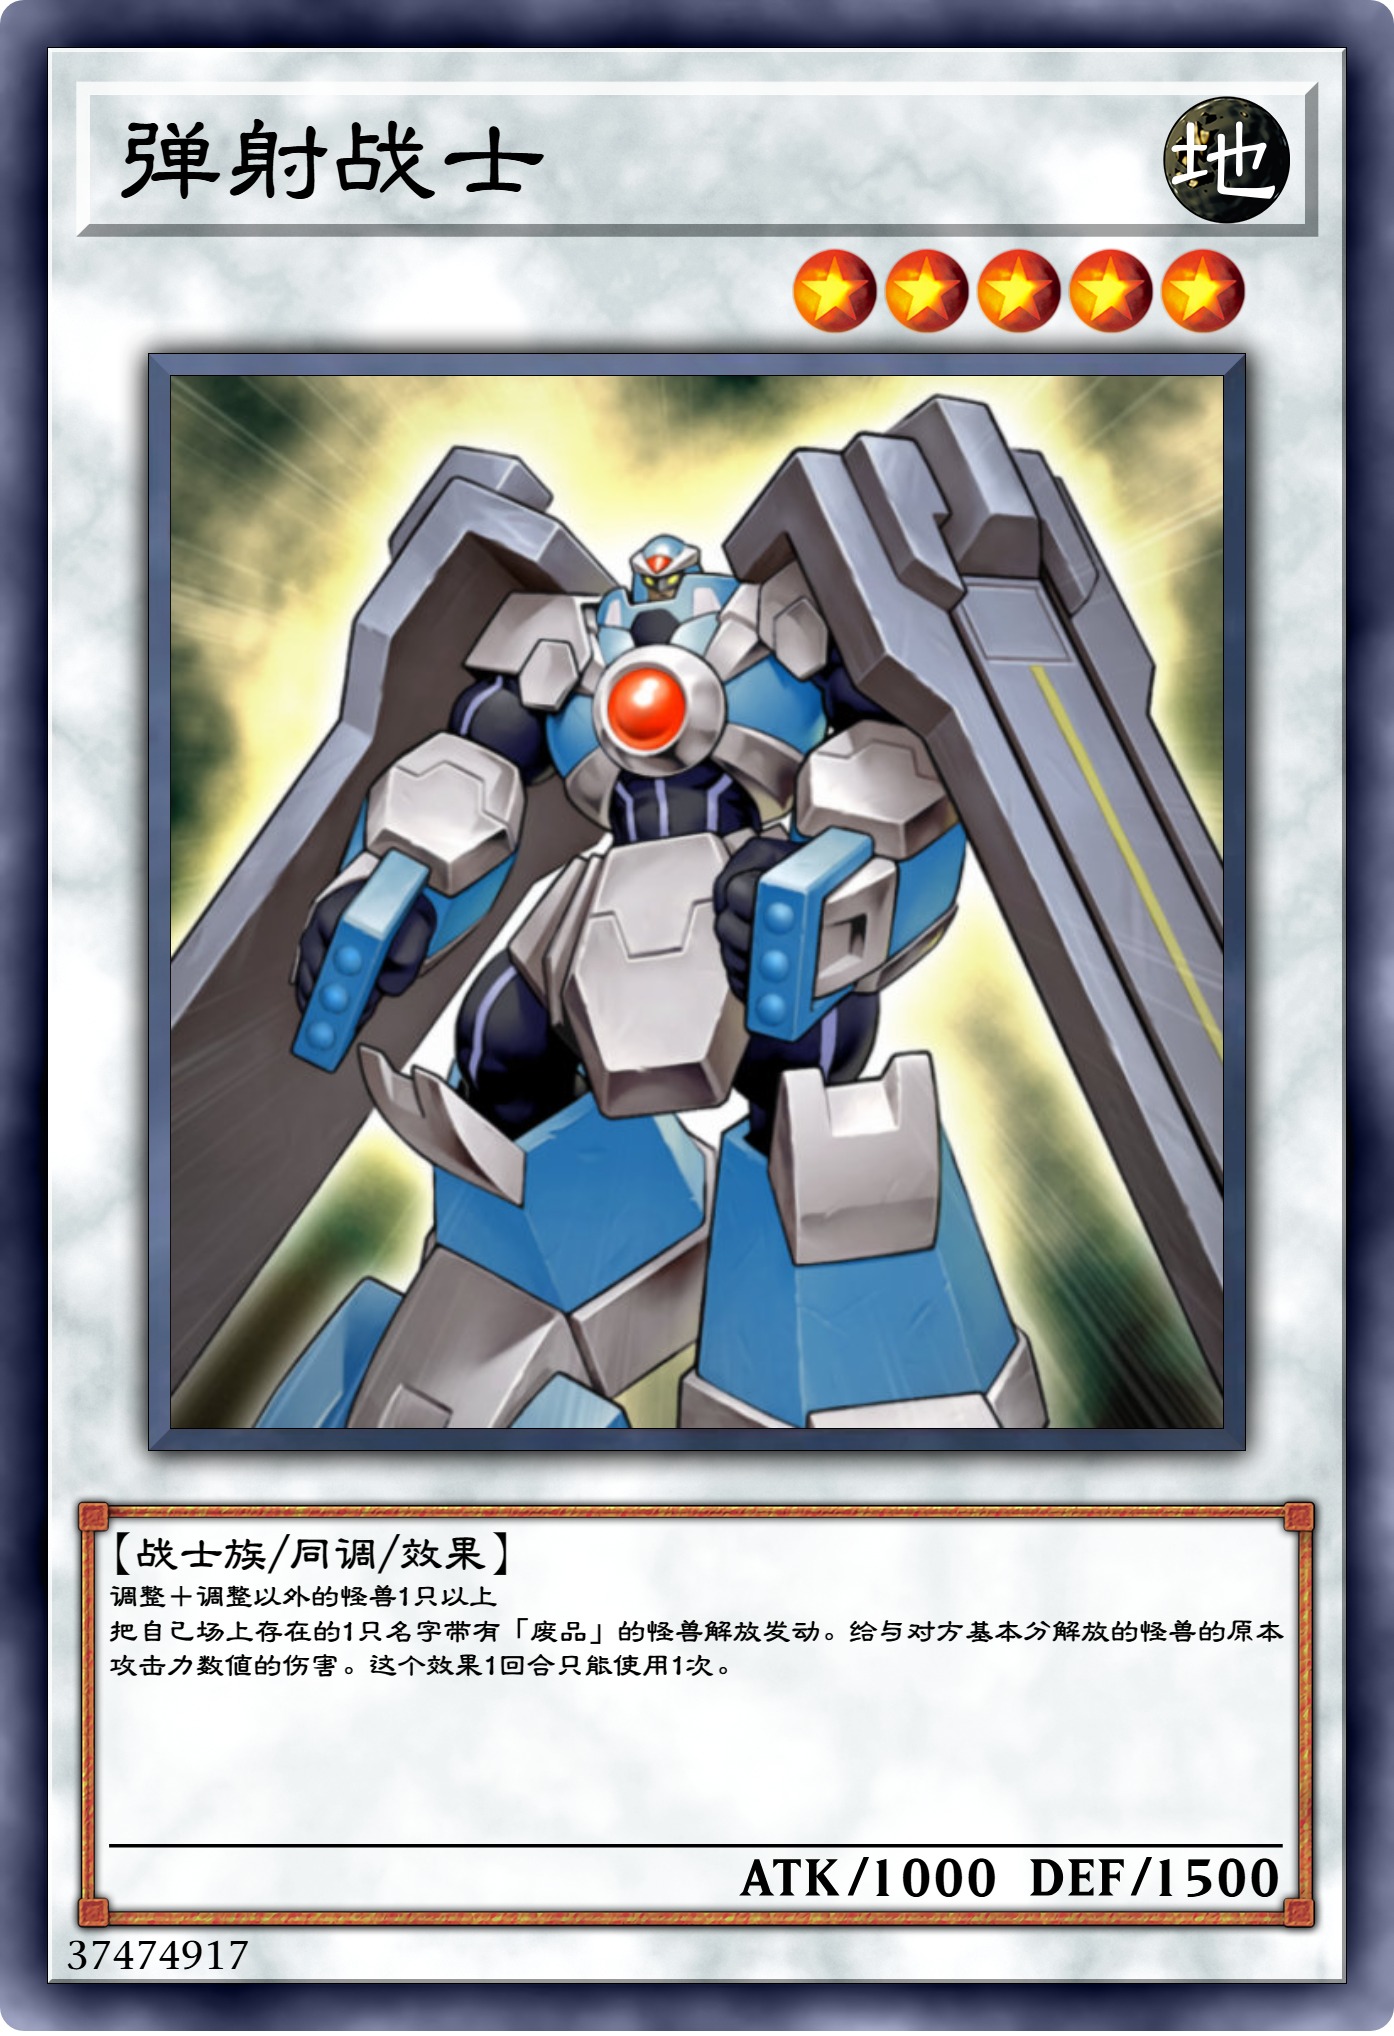 弹射战士
地
【战士族/同调/效果】
调整＋调整以外的怪兽1只以上
把自己场上存在的1只名字带有「废品」的怪兽解放发动。给与对方基本分解放的怪兽的原本
攻击力数值的伤害。这个效果1回合只能使用1次。
ATK/1000 DEF/1500
37474917